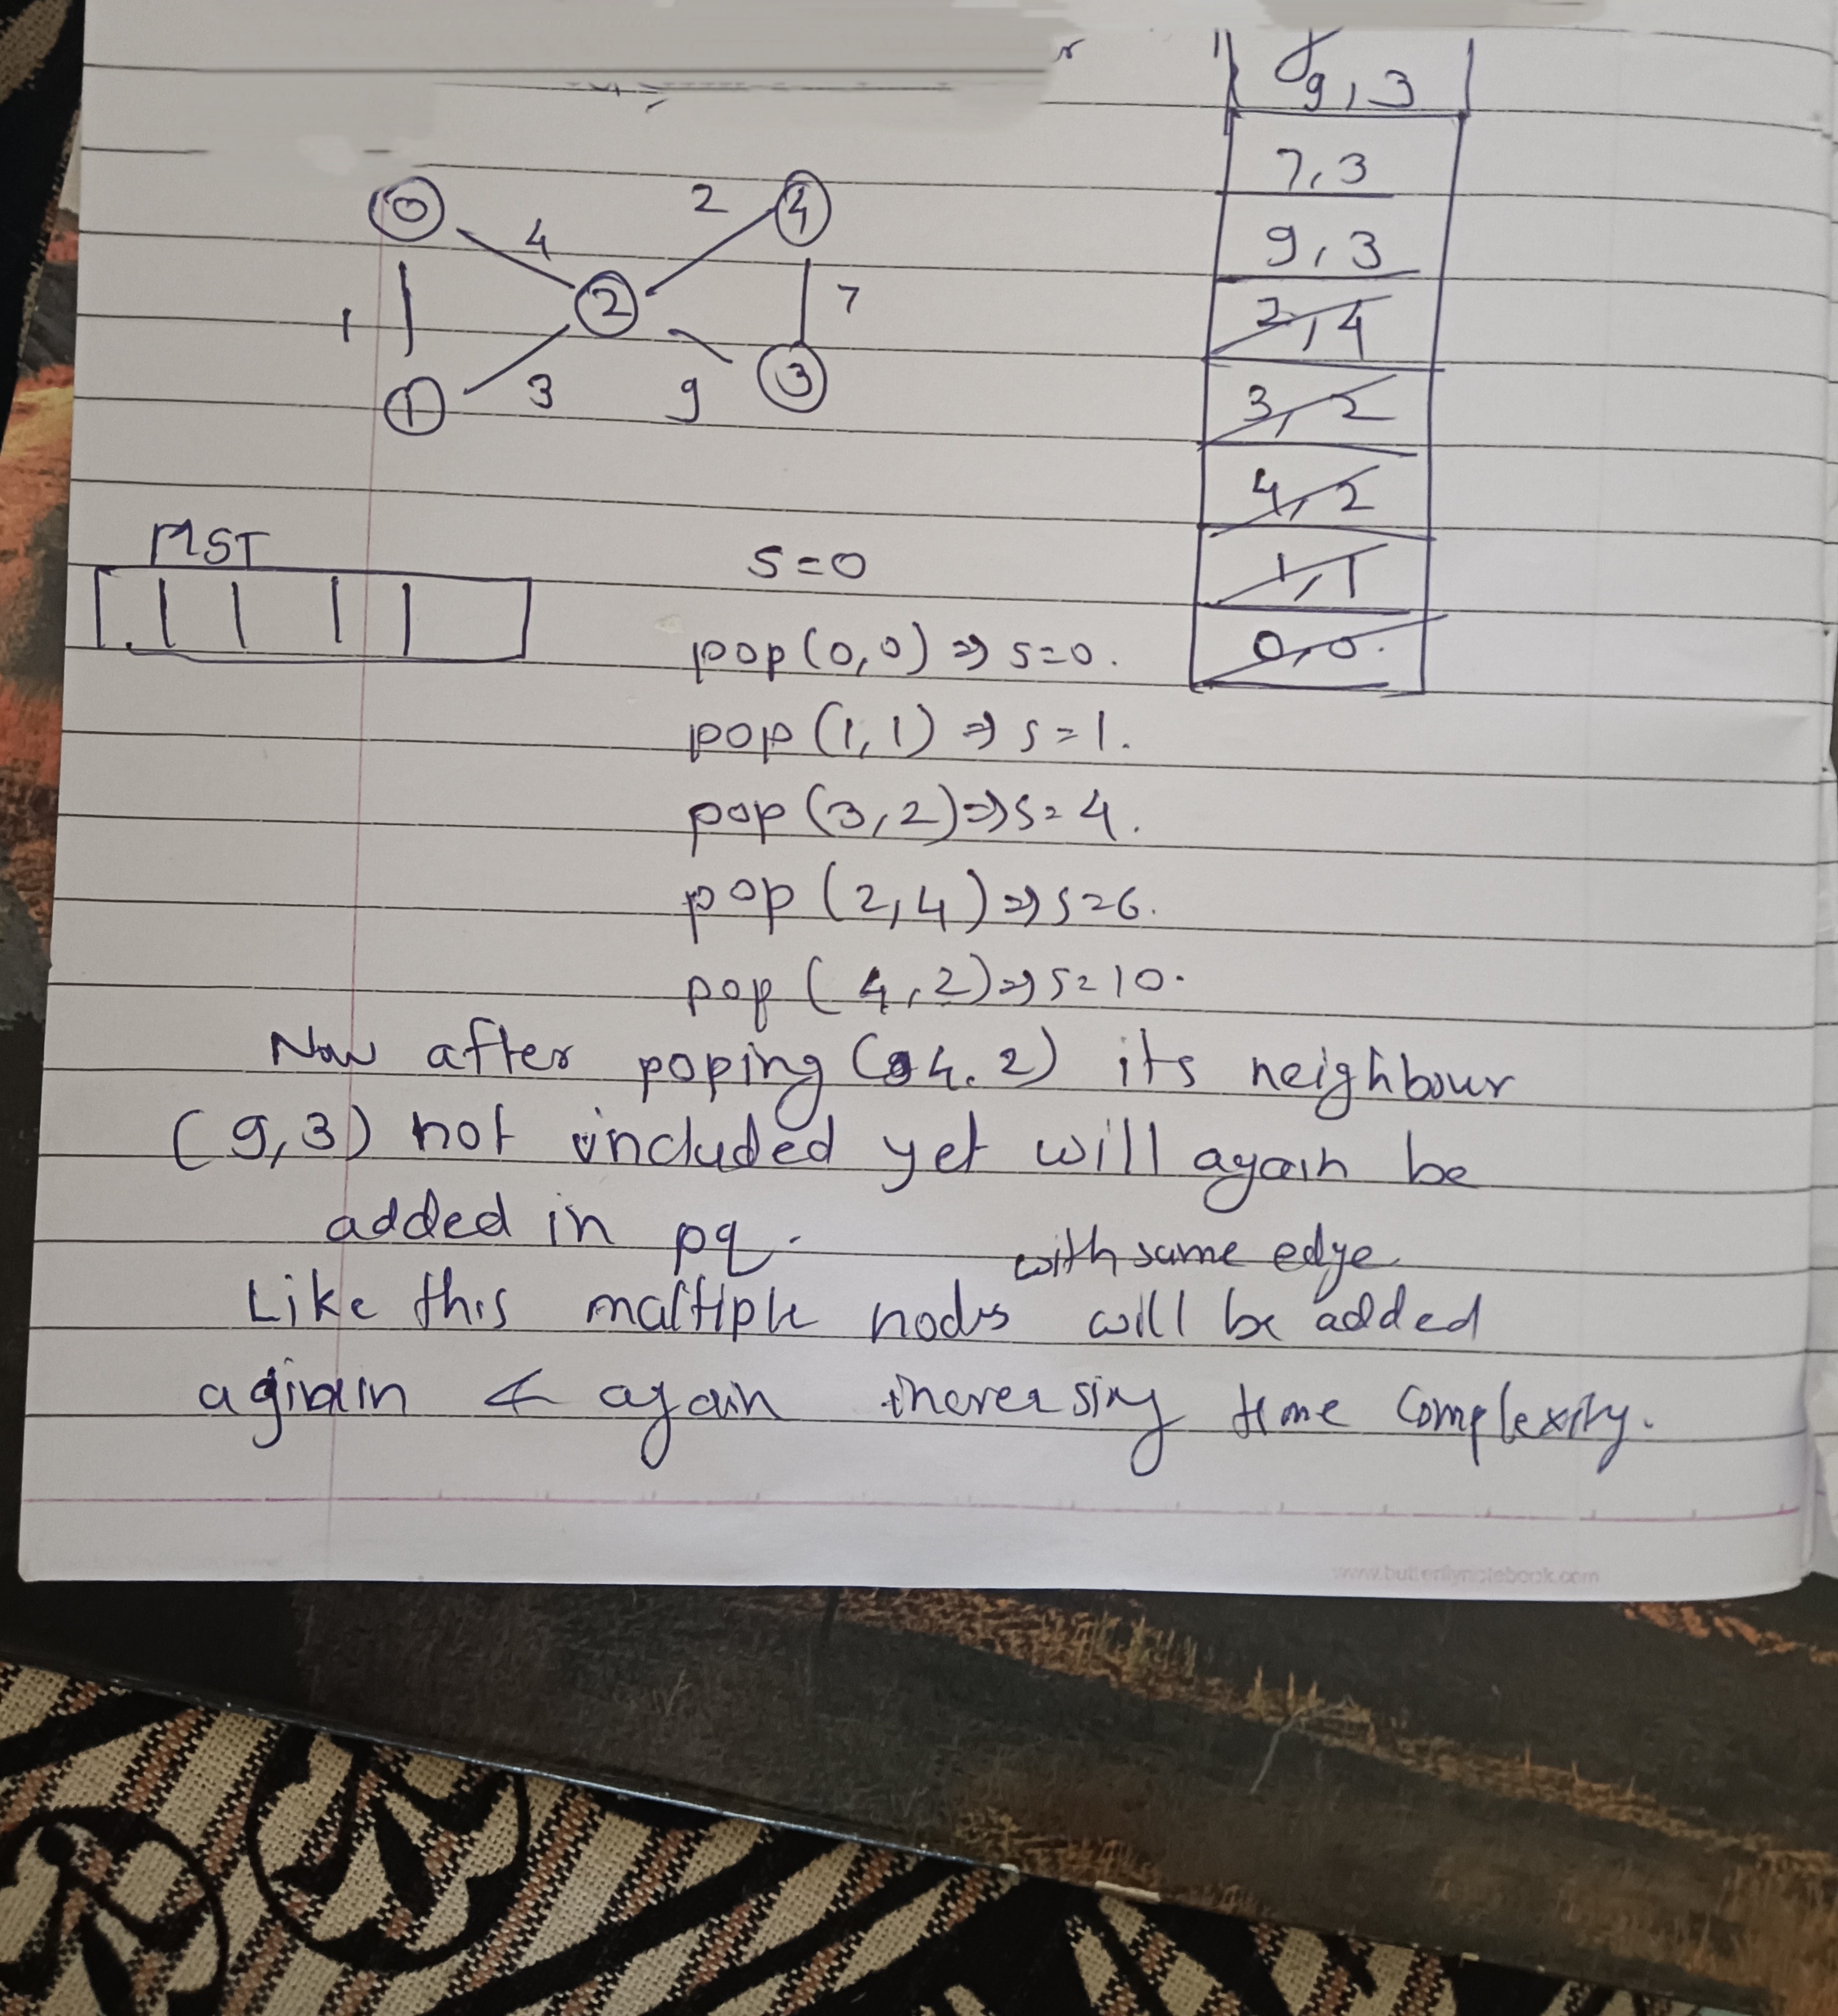 9,3
7,3
9,3
2,4
3,2
4,2
1,1
0,0.
0
4
2
4
2
7
1
1
3
9
3
MST
S=0
pop (0,0) => s=0.
pop (1,1) => s=1.
pop (3,2) => s=4.
pop (2,4) => s=6.
pop (4,2) => s=10.
Now after poping (4,2) its neighbour
(9,3) not included yet will again be
added in pq.
with same edge
Like this maltiple nodes will be added
agiain & again increrssing time complexity.
www.butterflynotebook.com